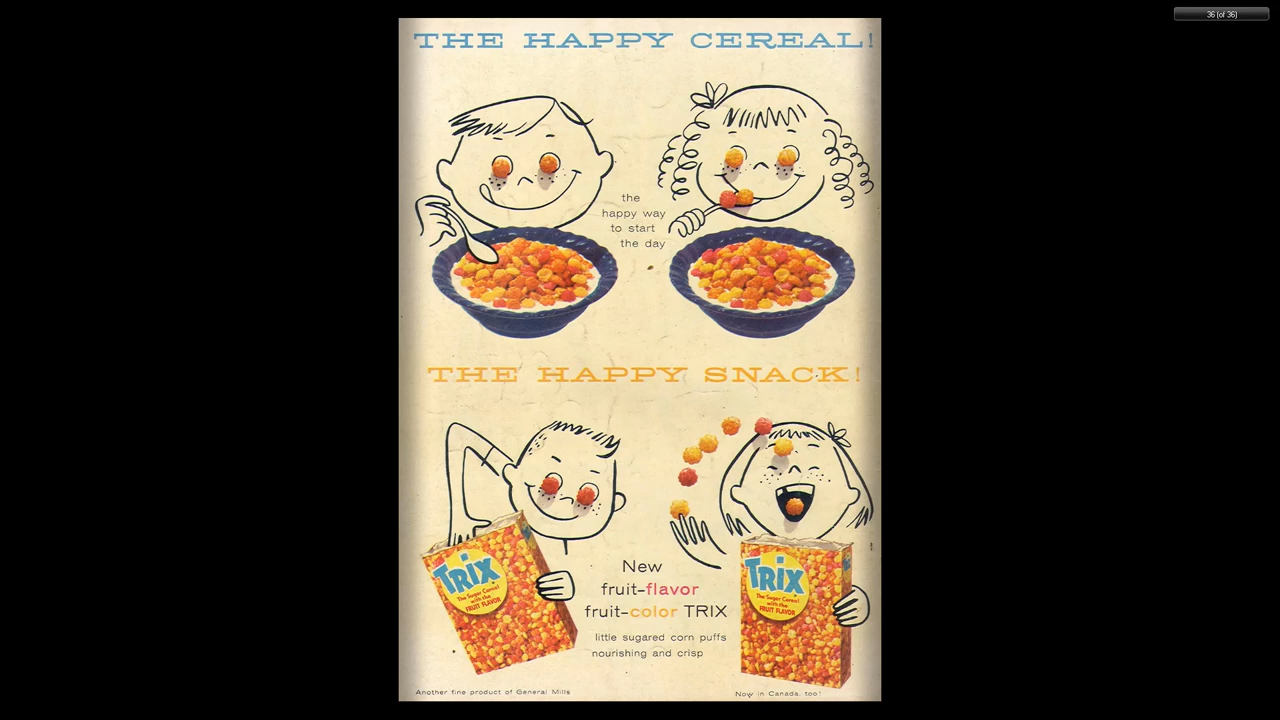 36 (of 36)
THE HAPPY CEREAL!
the
happy way
to start
the day
THE HAPPY SNACK!
TRIX
The Sugar Cereal
with the
FRUIT FLAVOR
TRIX
The Sugar Cereal
with the
FRUIT FLAVOR
New
fruit-flavor
fruit-color TRIX
little sugared corn puffs
nourishing and crisp
Another fine product of General Mills
Now in Canada, too!